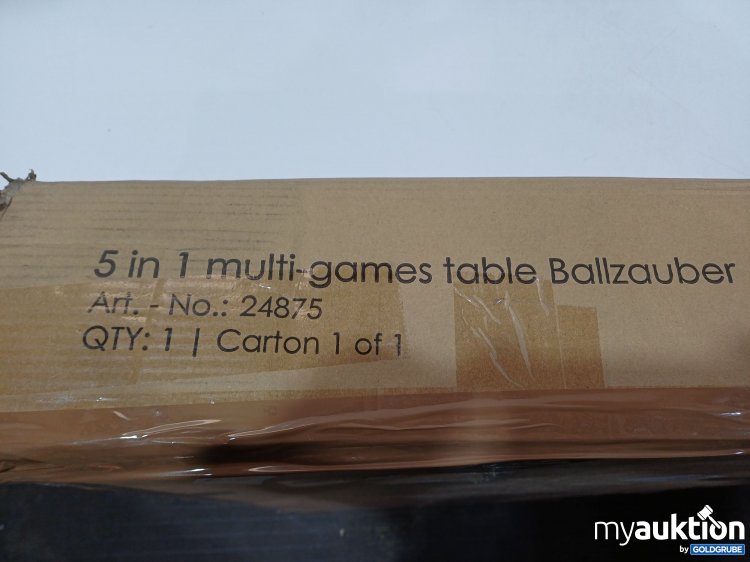 5 in 1 multi-games table Ballzauber
Art. - No.: 24875
QTY: 1 | Carton 1 of 1
myauktion
by GOLDGRUBE